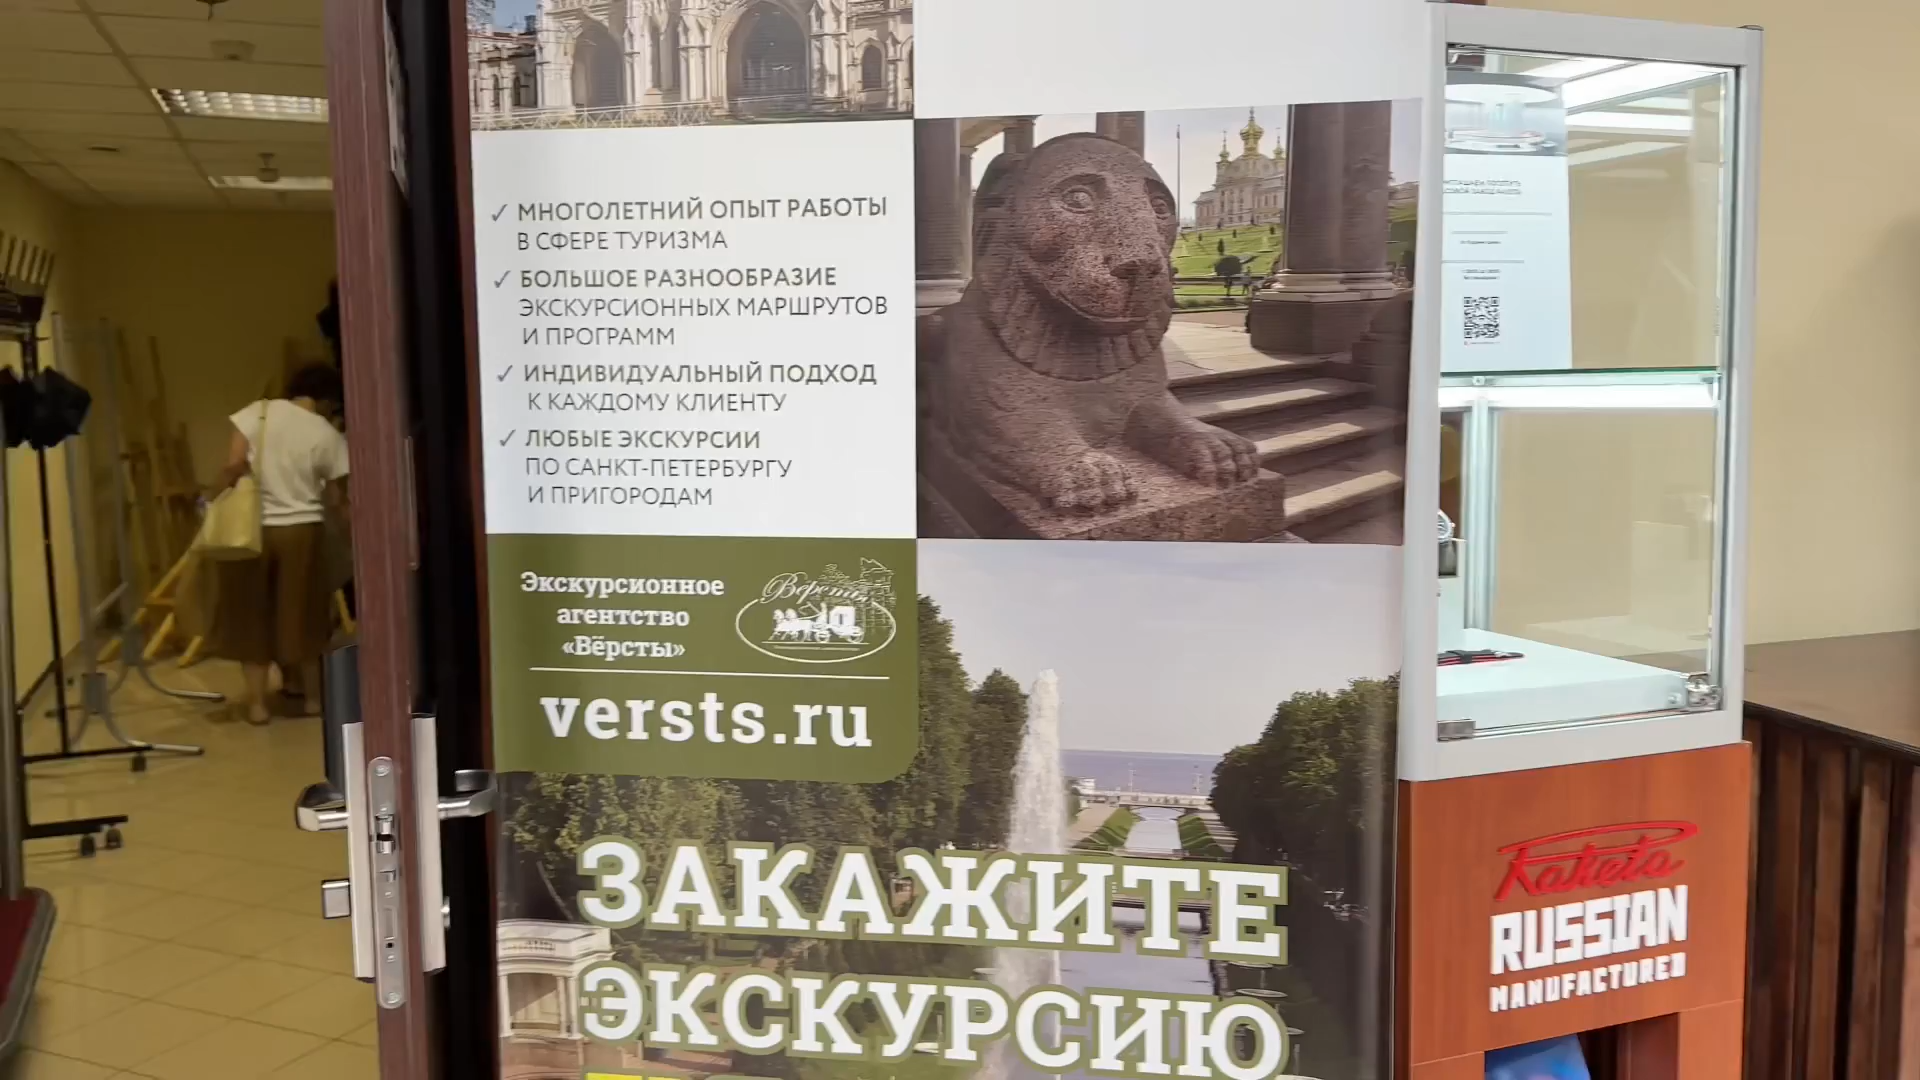 ✓ МНОГОЛЕТНИЙ ОПЫТ РАБОТЫ
В СФЕРЕ ТУРИЗМА
✓ БОЛЬШОЕ РАЗНООБРАЗИЕ
ЭКСКУРСИОННЫХ МАРШРУТОВ
И ПРОГРАММ
✓ ИНДИВИДУАЛЬНЫЙ ПОДХОД
К КАЖДОМУ КЛИЕНТУ
✓ ЛЮБЫЕ ЭКСКУРСИИ
ПО САНКТ-ПЕТЕРБУРГУ
И ПРИГОРОДАМ
Экскурсионное
агентство
«Вёрсты»
Вёрсты
versts.ru
ЗАКАЖИТЕ
ЭКСКУРСИЮ
Raketa
RUSSIAN
MANUFACTURED